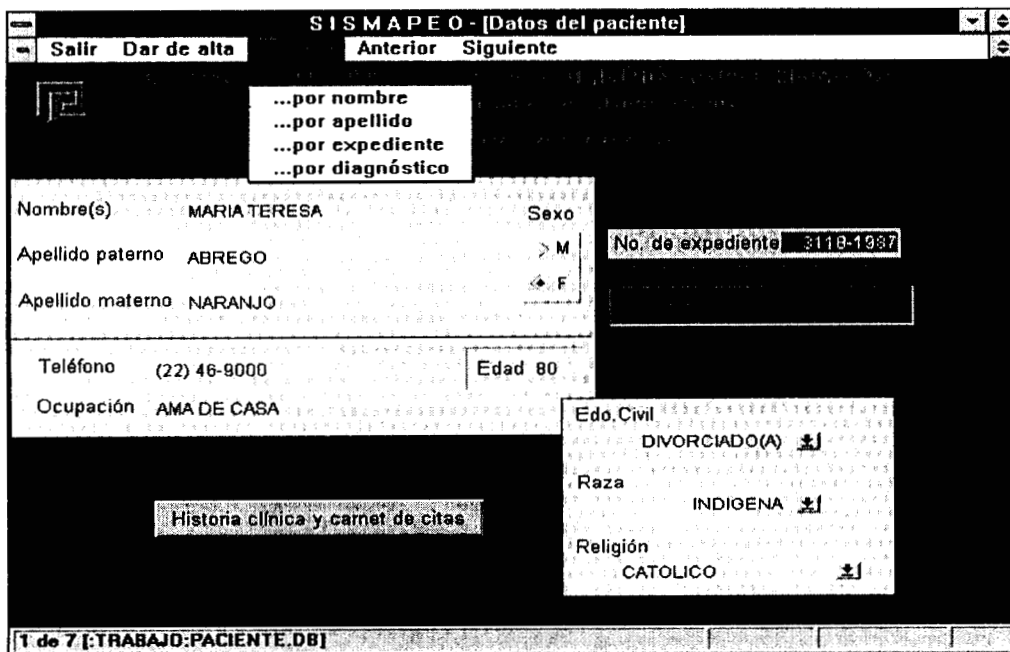 S I S M A P E O - [Datos del paciente]
Salir Dar de alta Anterior Siguiente
...por nombre
...por apellido
...por expediente
...por diagnóstico
Nombre(s) MARIA TERESA Sexo
Apellido paterno ABREGO M
Apellido materno NARANJO F
No. de expediente 3118-1987
Teléfono (22) 46-9000 Edad 80
Ocupación AMA DE CASA
Edo.Civil
DIVORCIADO(A)
Raza
INDIGENA
Religión
CATOLICO
Historia clínica y carnet de citas
1 de 7 [:TRABAJO:PACIENTE.DB]